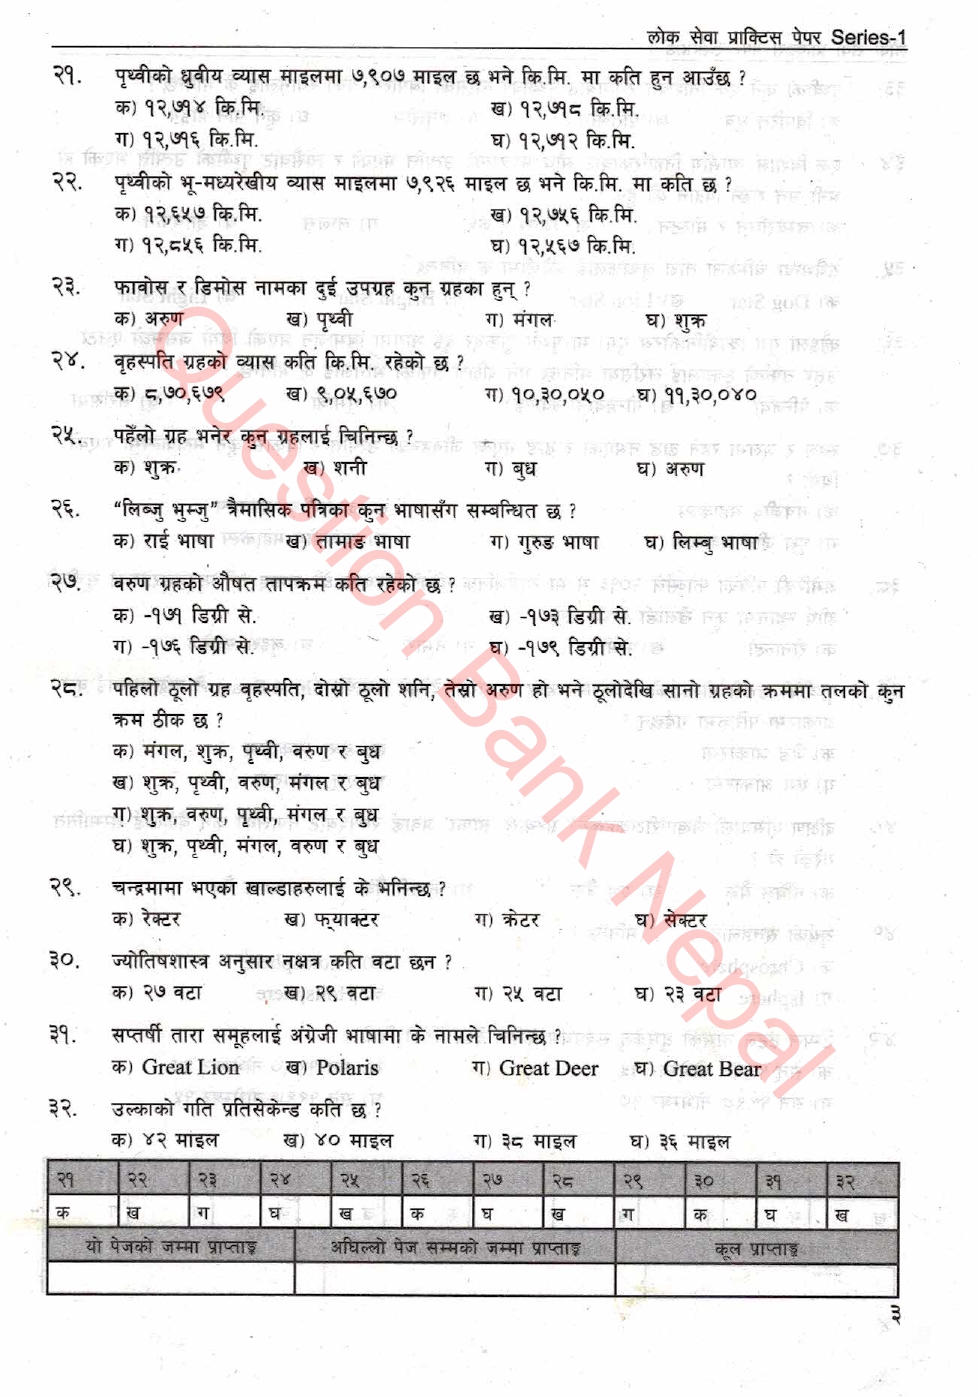 लोक सेवा प्राक्टिस पेपर Series-1
२१. पृथ्वीको ध्रुवीय व्यास माइलमा ७,९०७ माइल छ भने कि.मि. मा कति हुन आउँछ ?
क) १२,७१४ कि.मि. ख) १२,७१८ कि.मि.
ग) १२,७१६ कि.मि. घ) १२,७१२ कि.मि.
२२. पृथ्वीको भू-मध्यरेखीय व्यास माइलमा ७,९२६ माइल छ भने कि.मि. मा कति छ ?
क) १२,६५७ कि.मि. ख) १२,७५६ कि.मि.
ग) १२,८५६ कि.मि. घ) १२,५६७ कि.मि.
२३. फावोस र डिमोस नामका दुई उपग्रह कुन ग्रहका हुन् ?
क) अरुण ख) पृथ्वी ग) मंगल घ) शुक्र
२४. वृहस्पति ग्रहको व्यास कति कि.मि. रहेको छ ?
क) ८,७०,६७९ ख) ९,०५,६७० ग) १०,३०,०५० घ) ११,३०,०४०
२५. पहेँलो ग्रह भनेर कुन ग्रहलाई चिनिन्छ ?
क) शुक्र ख) शनी ग) बुध घ) अरुण
२६. “लिब्जु भुम्जु” त्रैमासिक पत्रिका कुन भाषासँग सम्बन्धित छ ?
क) राई भाषा ख) तामाङ भाषा ग) गुरुङ भाषा घ) लिम्बु भाषा
२७. वरुण ग्रहको औषत तापक्रम कति रहेको छ ?
क) -१७१ डिग्री से. ख) -१७३ डिग्री से.
ग) -१७६ डिग्री से. घ) -१७९ डिग्री से.
२८. पहिलो ठूलो ग्रह वृहस्पति, दोस्रो ठूलो शनि, तेस्रो अरुण हो भने ठूलोदेखि सानो ग्रहको क्रममा तलको कुन
क्रम ठीक छ ?
क) मंगल, शुक्र, पृथ्वी, वरुण र बुध
ख) शुक्र, पृथ्वी, वरुण, मंगल र बुध
ग) शुक्र, वरुण, पृथ्वी, मंगल र बुध
घ) शुक्र, पृथ्वी, मंगल, वरुण र बुध
२९. चन्द्रमामा भएका खाल्डाहरुलाई के भनिन्छ ?
क) रेक्टर ख) फ्याक्टर ग) क्रेटर घ) सेक्टर
३०. ज्योतिषशास्त्र अनुसार नक्षत्र कति वटा छन ?
क) २७ वटा ख) २९ वटा ग) २५ वटा घ) २३ वटा
३१. सप्तर्षी तारा समूहलाई अंग्रेजी भाषामा के नामले चिनिन्छ ?
क) Great Lion ख) Polaris ग) Great Deer घ) Great Bear
३२. उल्काको गति प्रतिसेकेन्ड कति छ ?
क) ४२ माइल ख) ४० माइल ग) ३८ माइल घ) ३६ माइल
२१ २२ २३ २४ २५ २६ २७ २८ २९ ३० ३१ ३२
क ख ग घ ख क घ ख ग क घ ख
यो पेजको जम्मा प्राप्ताङ्क अघिल्लो पेज सम्मको जम्मा प्राप्ताङ्क कूल प्राप्ताङ्क
३
Question Bank Nepal